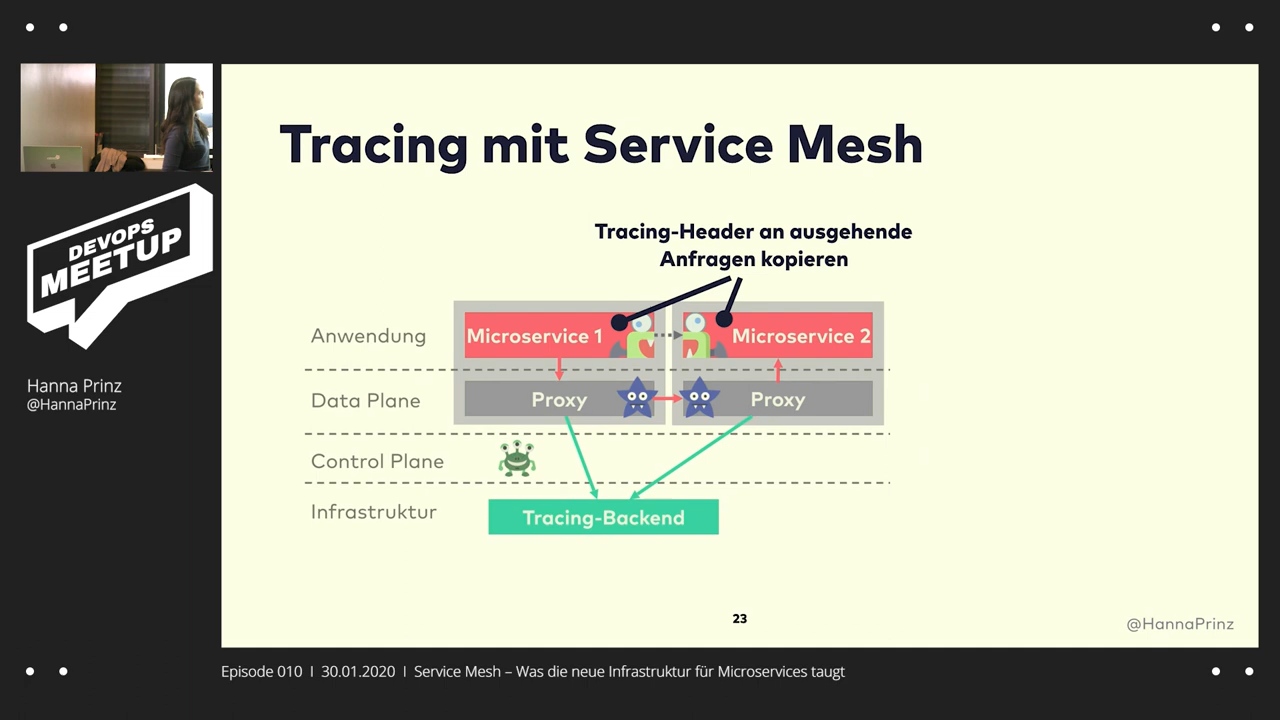 DEVOPS
MEETUP
Hanna Prinz
@HannaPrinz
Tracing mit Service Mesh
Tracing-Header an ausgehende
Anfragen kopieren
Anwendung
Microservice 1
Microservice 2
Data Plane
Proxy
Proxy
Control Plane
Infrastruktur
Tracing-Backend
23
@HannaPrinz
Episode 010 | 30.01.2020 | Service Mesh – Was die neue Infrastruktur für Microservices taugt